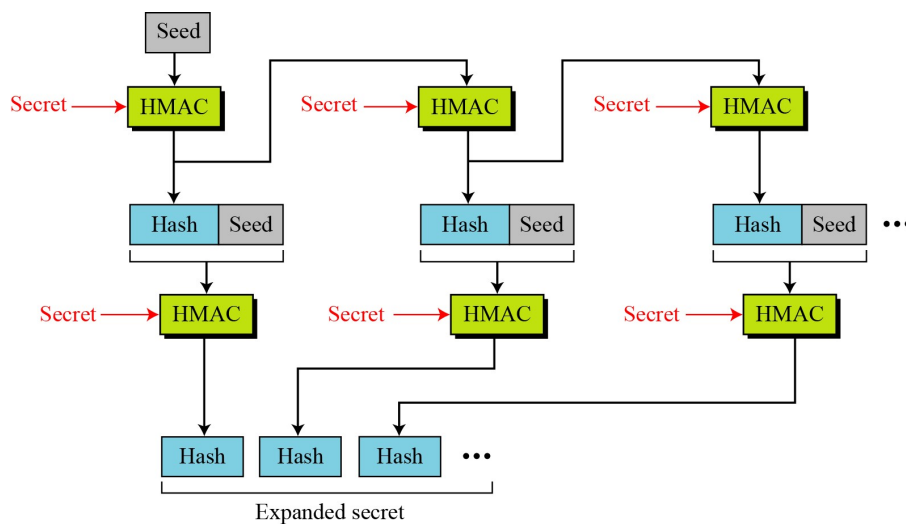 Seed
Secret HMAC Secret HMAC Secret HMAC
Hash Seed Hash Seed Hash Seed •••
Secret HMAC Secret HMAC Secret HMAC
Hash Hash Hash •••
Expanded secret